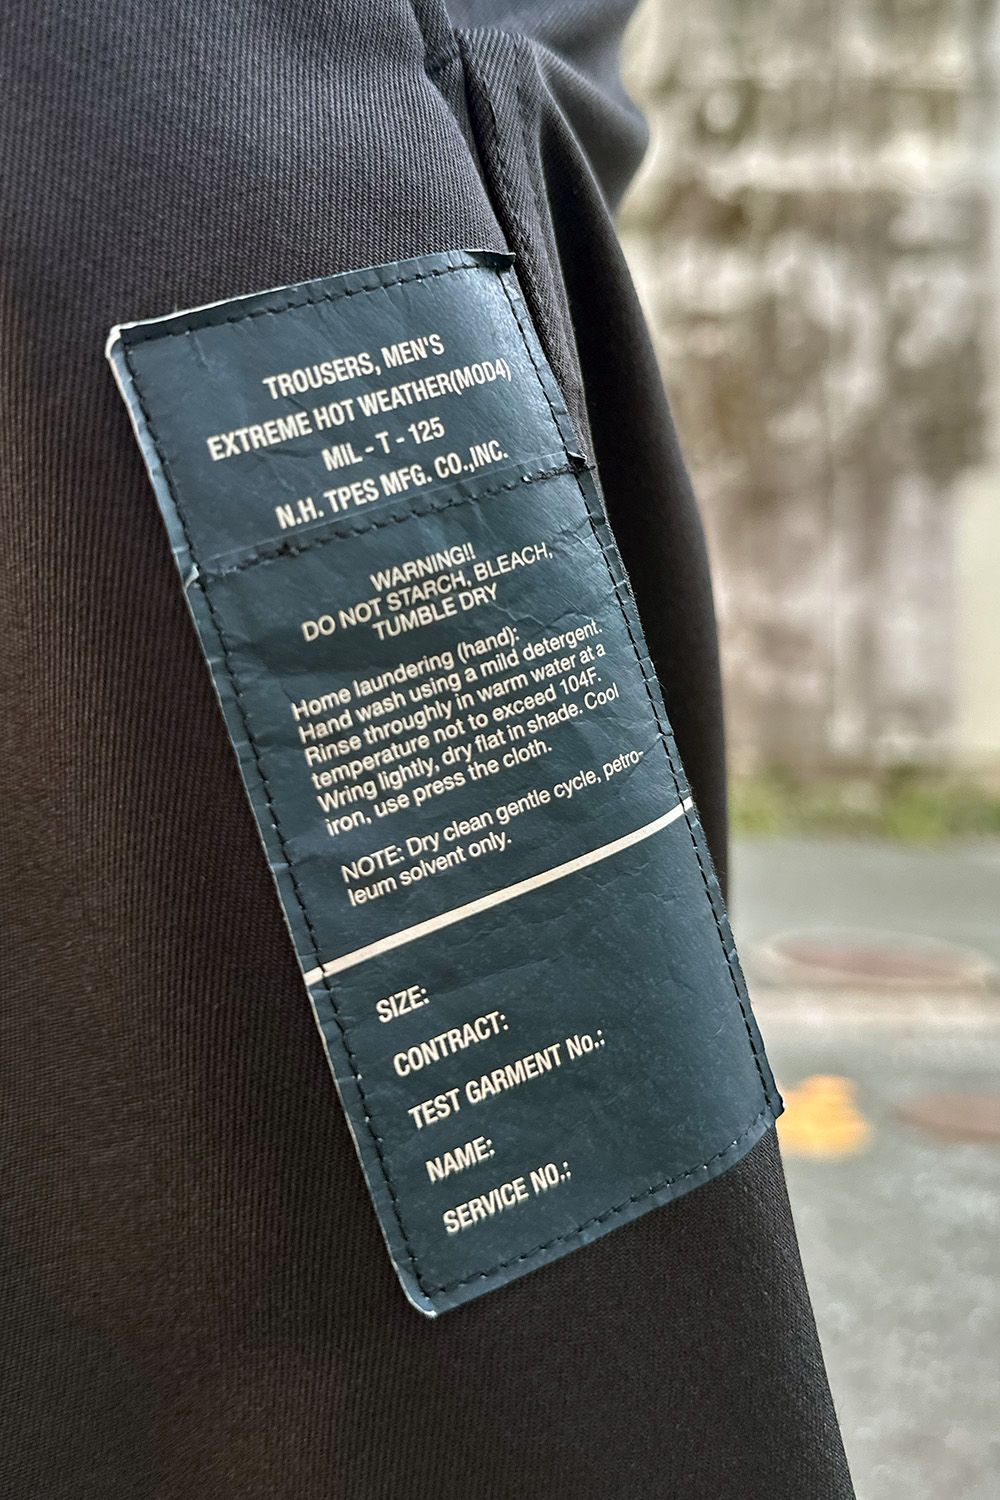 TROUSERS, MEN'S
EXTREME HOT WEATHER(MOD4)
MIL - T - 125
N.H. TPES MFG. CO.,INC.
WARNING!!
DO NOT STARCH, BLEACH,
TUMBLE DRY
Home laundering (hand):
Hand wash using a mild detergent.
Rinse throughly in warm water at a
temperature not to exceed 104F.
Wring lightly, dry flat in shade. Cool
iron, use press the cloth.
NOTE: Dry clean gentle cycle, petro-
leum solvent only.
SIZE:
CONTRACT:
TEST GARMENT No.:
NAME:
SERVICE NO.: